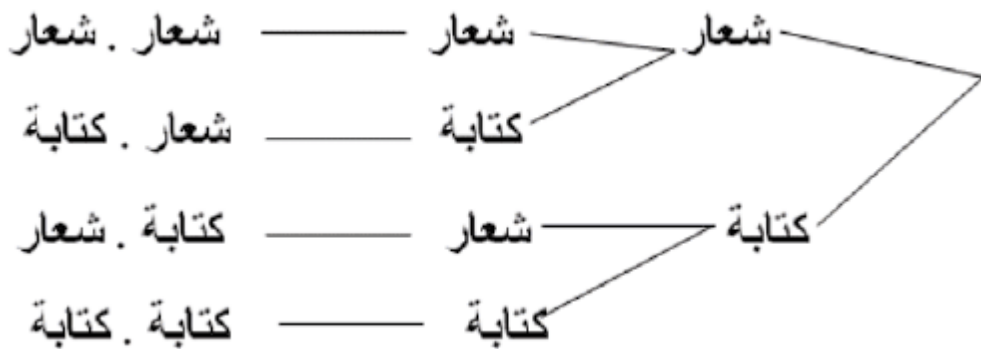 شعار شعار شعار . شعار
كتابة شعار . كتابة
كتابة شعار كتابة . شعار
كتابة كتابة . كتابة